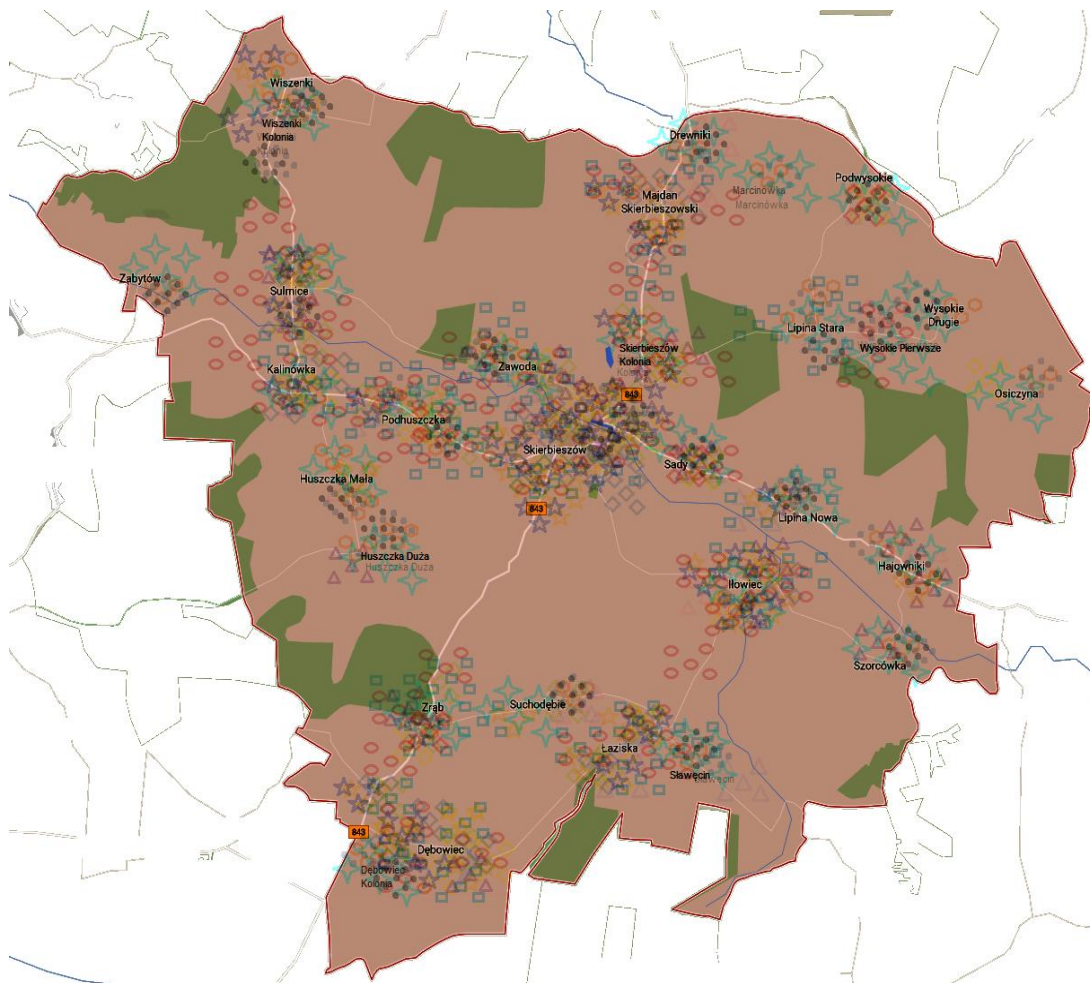 Wiszenki
Wiszenki
Kolonia
Drewniki
Marcinówka
Marcinówka
Podwysokie
Majdan
Skierbieszowski
Zabytów
Sulmice
Wysokie
Drugie
Lipina Stara
Wysokie Pierwsze
Skierbieszów
Kolonia
Zawoda
Kalinówka
843
Osiczyna
Podhuszczka
Skierbieszów
Sady
Huszczka Mała
843
Lipina Nowa
Huszczka Duża
Huszczka Duża
Hajowniki
Iłowiec
Szorcówka
Zrąb
Suchodębie
Łaziska
Sławęcin
Sławęcin
843
Dębowiec
Dębowiec
Kolonia